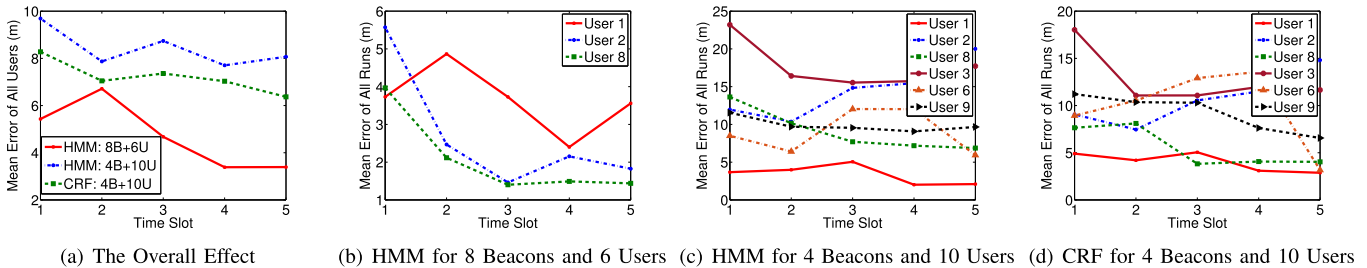 Mean Error of All Users (m)
10
8
6
4
2
HMM: 8B+6U
HMM: 4B+10U
CRF: 4B+10U
1 2 3 4 5
Time Slot
(a) The Overall Effect
Mean Error of All Runs (m)
6
5
4
3
2
1
User 1
User 2
User 8
1 2 3 4 5
Time Slot
(b) HMM for 8 Beacons and 6 Users
Mean Error of All Runs (m)
25
20
15
10
5
0
User 1
User 2
User 8
User 3
User 6
User 9
1 2 3 4 5
Time Slot
(c) HMM for 4 Beacons and 10 Users
Mean Error of All Runs (m)
20
15
10
5
0
User 1
User 2
User 8
User 3
User 6
User 9
1 2 3 4 5
Time Slot
(d) CRF for 4 Beacons and 10 Users